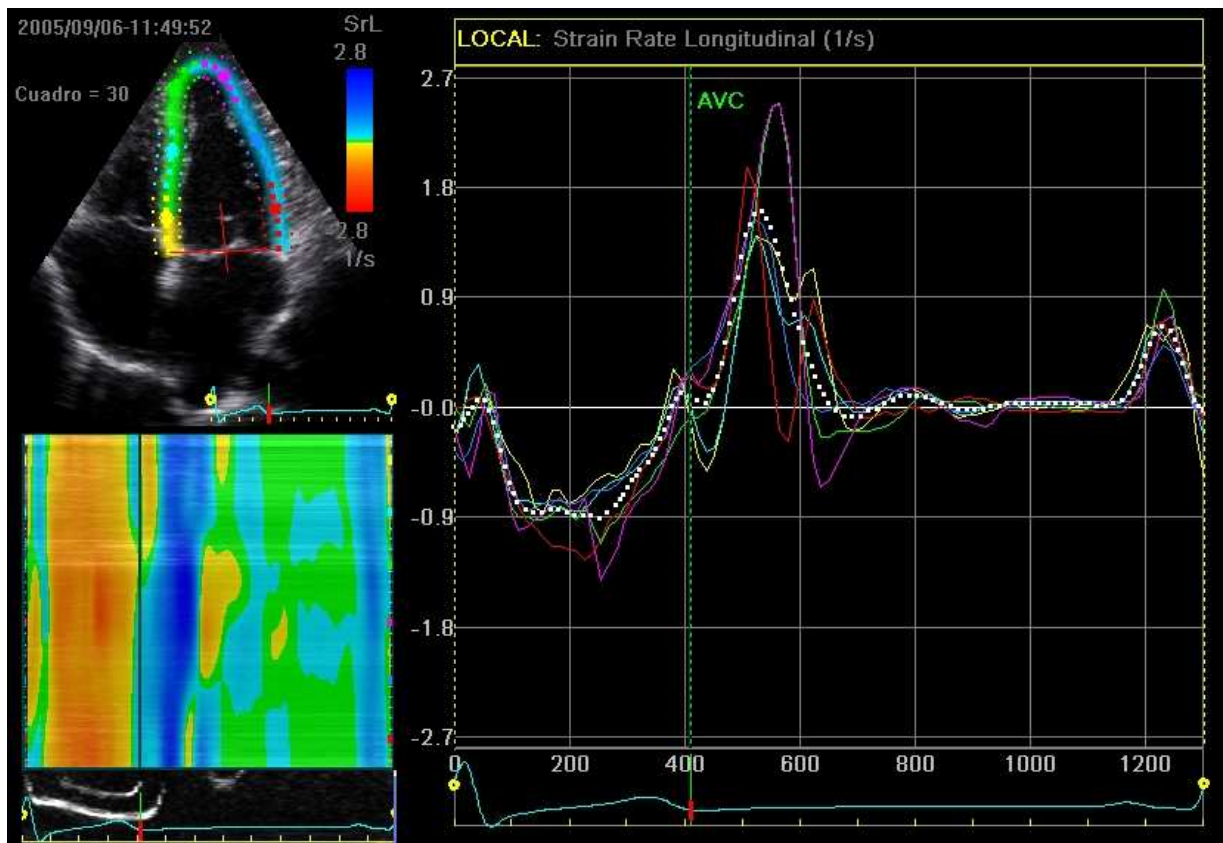 2005/09/06-11:49:52
SrL
2.8
Cuadro = 30
-2.8
1/s
LOCAL: Strain Rate Longitudinal (1/s)
AVC
2.7
1.8
0.9
-0.0
-0.9
-1.8
-2.7
0 200 400 600 800 1000 1200